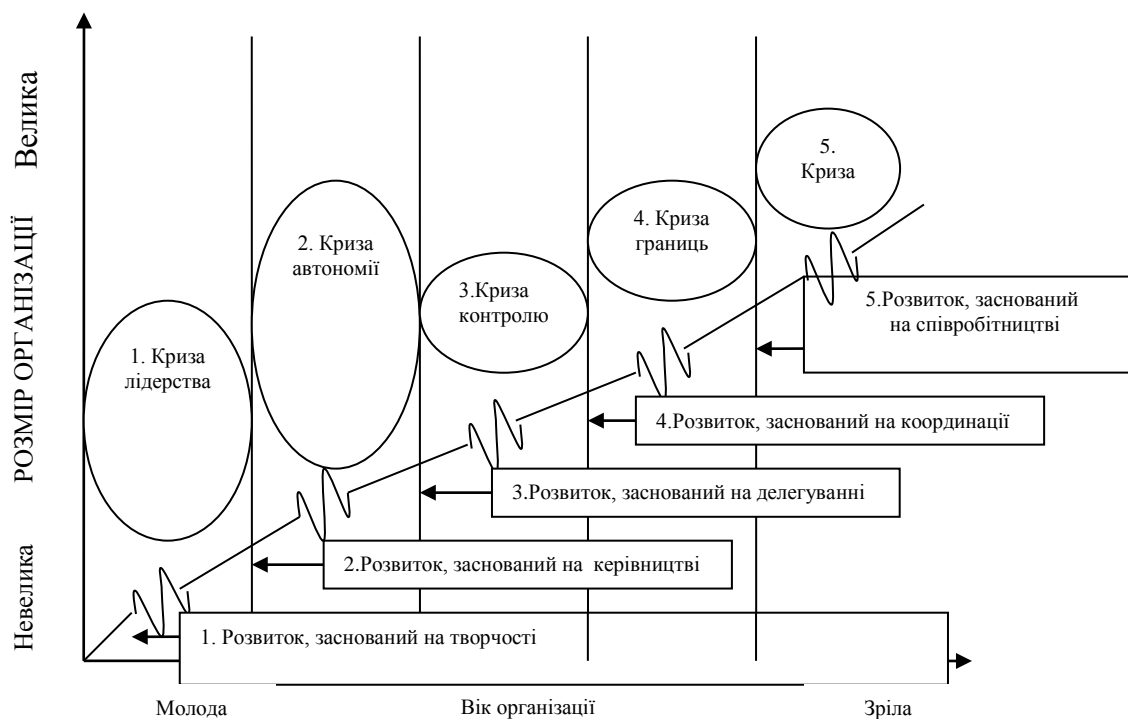 Велика
РОЗМІР ОРГАНІЗАЦІЇ
Невелика
5.
Криза
4. Криза
границь
2. Криза
автономії
3.Криза
контролю
1. Криза
лідерства
5.Розвиток, заснований
на співробітництві
4.Розвиток, заснований на координації
3.Розвиток, заснований на делегуванні
2.Розвиток, заснований на керівництві
1. Розвиток, заснований на творчості
Молода
Вік організації
Зріла